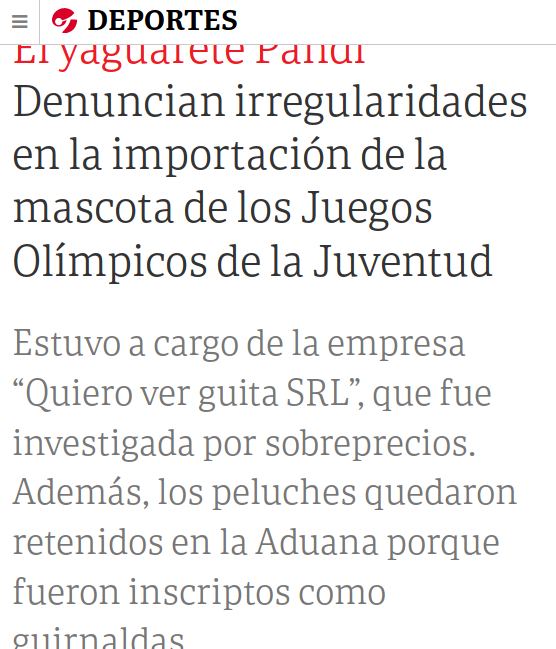 DEPORTES
El yaguareté Pandi
Denuncian irregularidades
en la importación de la
mascota de los Juegos
Olímpicos de la Juventud
Estuvo a cargo de la empresa
“Quiero ver guita SRL”, que fue
investigada por sobreprecios.
Además, los peluches quedaron
retenidos en la Aduana porque
fueron inscriptos como
guirnaldas